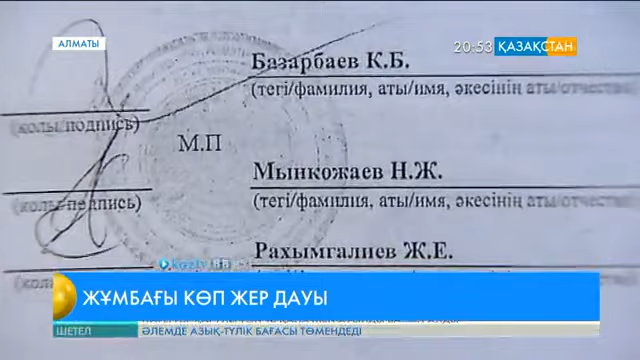 АЛМАТЫ
20:53 ҚАЗАҚСТАН
Базарбаев К.Б.
(тегі/фамилия, аты/имя, әкесінің аты/отчество
(қолы/подпись)
М.П
Мынкожаев Н.Ж.
(тегі/фамилия, аты/имя, әкесінің аты/отчество
(қолы/подпись)
Рахымгалиев Ж.Е.
ЖҰМБАҒЫ КӨП ЖЕР ДАУЫ
ШЕТЕЛ
ӘЛЕМДЕ АЗЫҚ-ТҮЛІК БАҒАСЫ ТӨМЕНДЕДІ